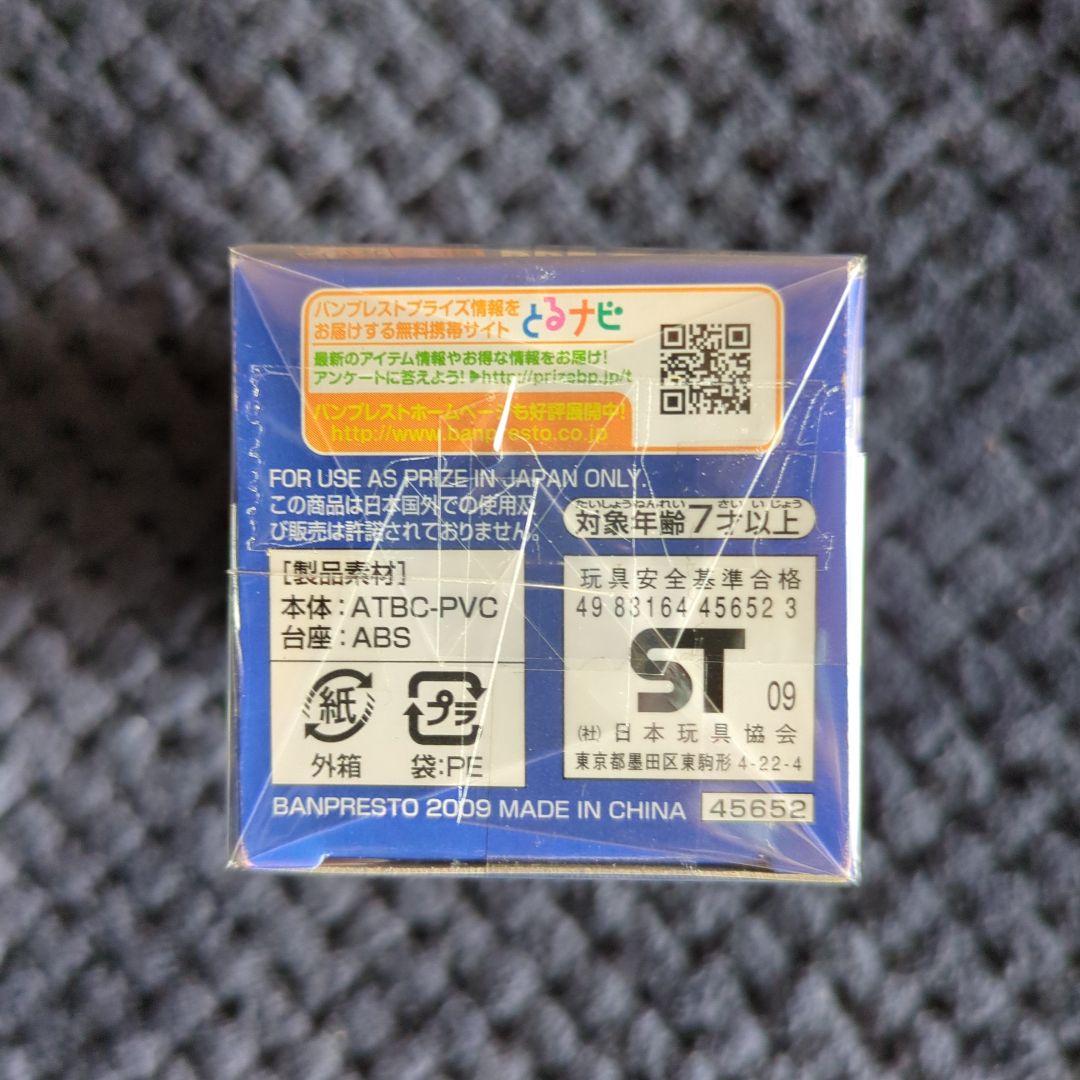 バンプレストプライズ情報を
お届けする無料携帯サイト
とるナビ
最新のアイテム情報やお得な情報をお届け!
アンケートに答えよう!▶http://prizebp.jp/t
バンプレストホームページも好評展開中!
http://www.banpresto.co.jp
FOR USE AS PRIZE IN JAPAN ONLY.
この商品は日本国外での使用及
び販売は許諾されておりません。
たいしょうねんれい さい いじょう
対象年齢7才以上
[製品素材]
本体:ATBC-PVC
台座:ABS
紙
プラ
外箱
袋:PE
玩具安全基準合格
49 83164 45652 3
ST
09
(社)日本玩具協会
東京都墨田区東駒形4-22-4
BANPRESTO 2009 MADE IN CHINA
45652